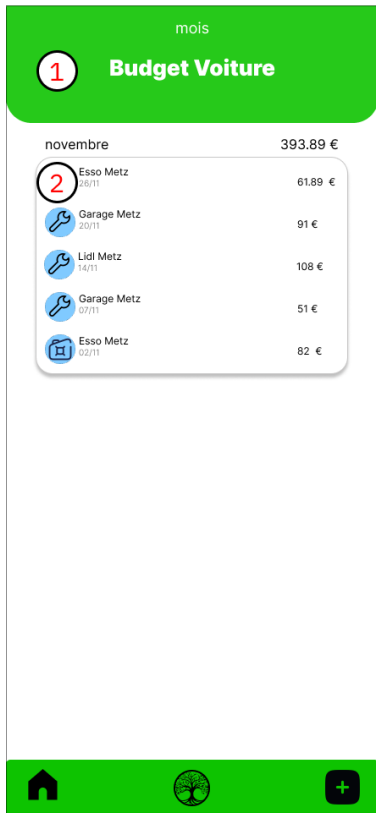 mois
1
Budget Voiture
novembre 393.89 €
2
Esso Metz
26/11
61.89 €
Garage Metz
20/11
91 €
Lidl Metz
14/11
108 €
Garage Metz
07/11
51 €
Esso Metz
02/11
82 €